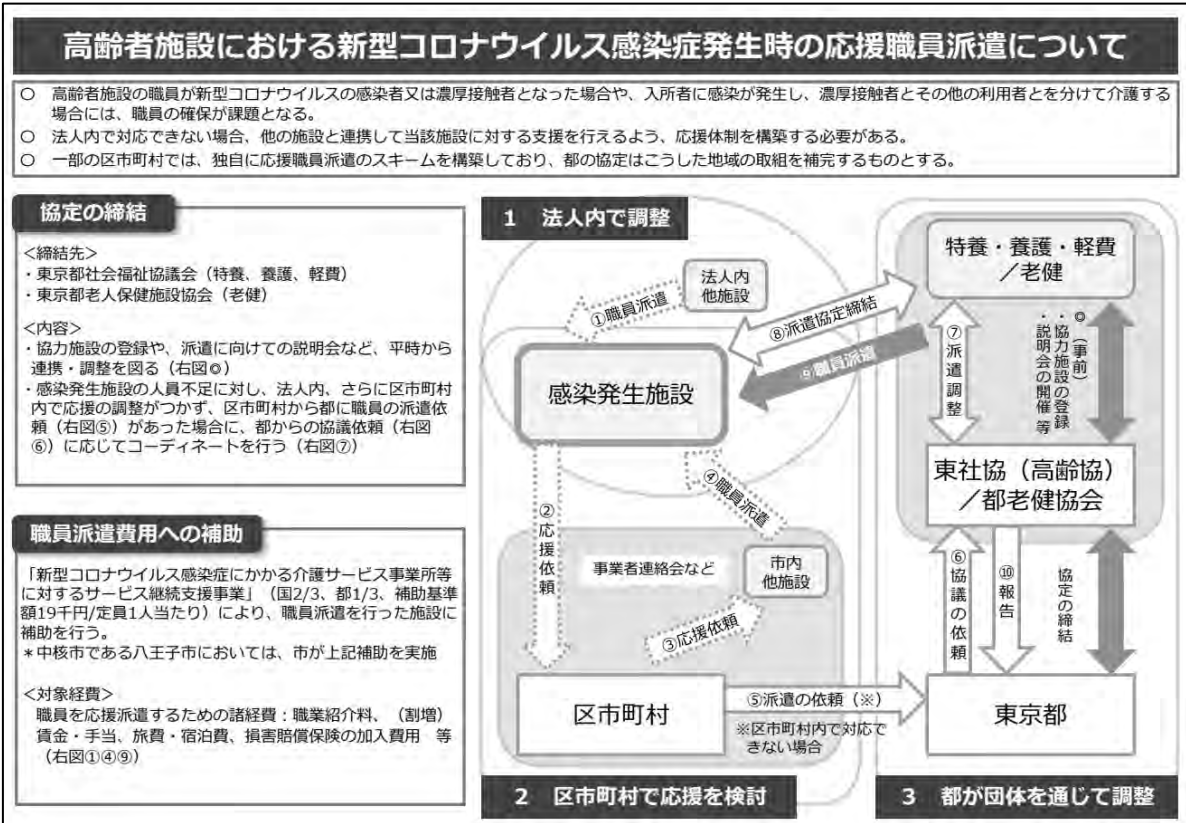 高齢者施設における新型コロナウイルス感染症発生時の応援職員派遣について
○ 高齢者施設の職員が新型コロナウイルスの感染者又は濃厚接触者となった場合や、入所者に感染が発生し、濃厚接触者とその他の利用者とを分けて介護する
場合には、職員の確保が課題となる。
○ 法人内で対応できない場合、他の施設と連携して当該施設に対する支援を行えるよう、応援体制を構築する必要がある。
○ 一部の区市町村では、独自に応援職員派遣のスキームを構築しており、都の協定はこうした地域の取組を補完するものとする。
協定の締結
<締結先>
・東京都社会福祉協議会（特養、養護、軽費）
・東京都老人保健施設協会（老健）
<内容>
・協力施設の登録や、派遣に向けての説明会など、平時から
連携・調整を図る（右図◎）
・感染発生施設の人員不足に対し、法人内、さらに区市町村
内で応援の調整がつかず、区市町村から都に職員の派遣依
頼（右図⑤）があった場合に、都からの協議依頼（右図
⑥）に応じてコーディネートを行う（右図⑦）
職員派遣費用への補助
「新型コロナウイルス感染症にかかる介護サービス事業所等
に対するサービス継続支援事業」（国2/3、都1/3、補助基準
額19千円/定員1人当たり）により、職員派遣を行った施設に
補助を行う。
＊中核市である八王子市においては、市が上記補助を実施
<対象経費>
職員を応援派遣するための諸経費：職業紹介料、（割増）
賃金・手当、旅費・宿泊費、損害賠償保険の加入費用 等
（右図①④⑨）
1 法人内で調整
法人内
他施設
①職員派遣
感染発生施設
②応援依頼
④職員派遣
事業者連絡会など
市内
他施設
③応援依頼
区市町村
⑤派遣の依頼（※）
※区市町村内で対応で
きない場合
2 区市町村で応援を検討
⑧派遣協定締結
⑨職員派遣
特養・養護・軽費
／老健
⑦派遣調整
◎（事前）
・協力施設の登録
・説明会の開催 等
東社協（高齢協）
／都老健協会
⑥協議の依頼
⑩報告
協定の締結
東京都
3 都が団体を通じて調整